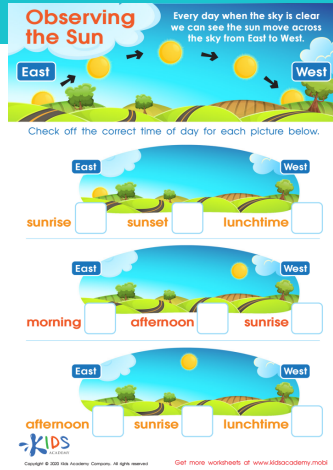 Observing
the Sun
Every day when the sky is clear
we can see the sun move across
the sky from East to West.
East
West
Check off the correct time of day for each picture below.
East
West
sunrise
sunset
lunchtime
East
West
morning
afternoon
sunrise
East
West
afternoon
sunrise
lunchtime
KIDS
ACADEMY
Copyright © 2020 Kids Academy Company. All rights reserved
Get more worksheets at www.kidsacademy.mobi